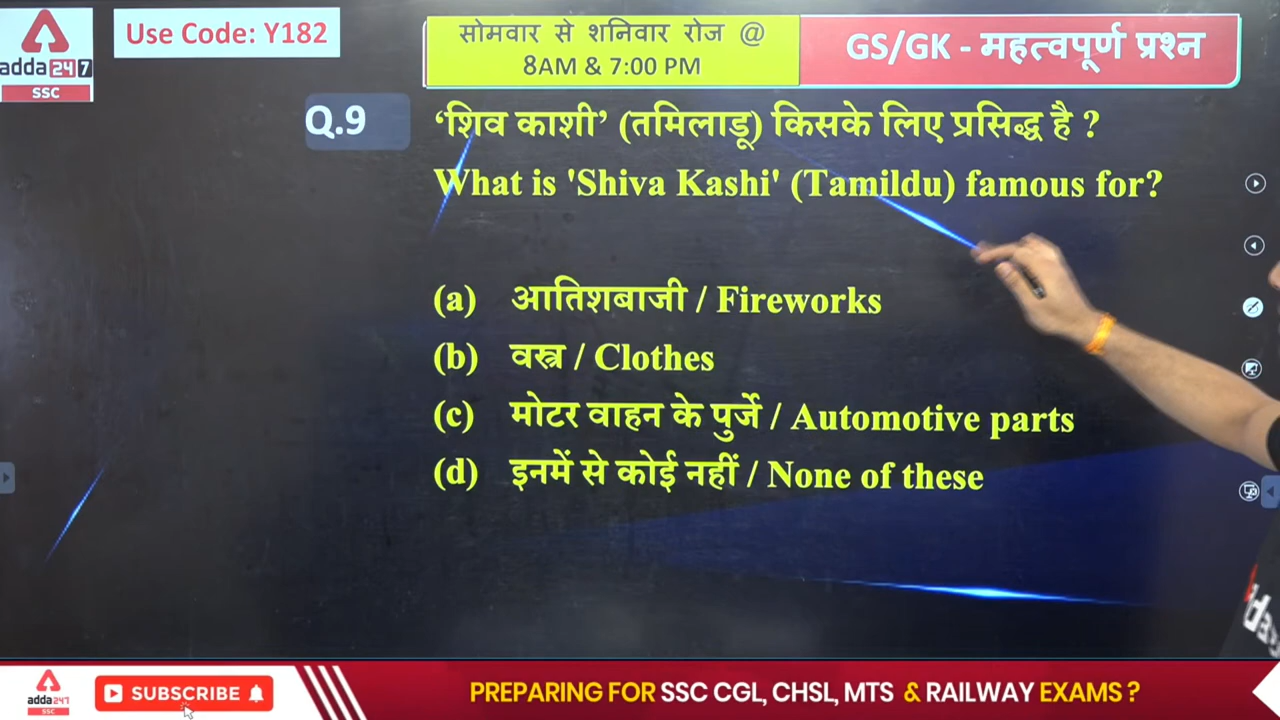 adda 247
SSC
Use Code: Y182
सोमवार से शनिवार रोज @
8AM & 7:00 PM
GS/GK - महत्वपूर्ण प्रश्न
Q.9
‘शिव काशी’ (तमिलाडू) किसके लिए प्रसिद्ध है ?
What is 'Shiva Kashi' (Tamildu) famous for?
(a) आतिशबाजी / Fireworks
(b) वस्त्र / Clothes
(c) मोटर वाहन के पुर्जे / Automotive parts
(d) इनमें से कोई नहीं / None of these
adda247
SSC
SUBSCRIBE
PREPARING FOR SSC CGL, CHSL, MTS & RAILWAY EXAMS ?